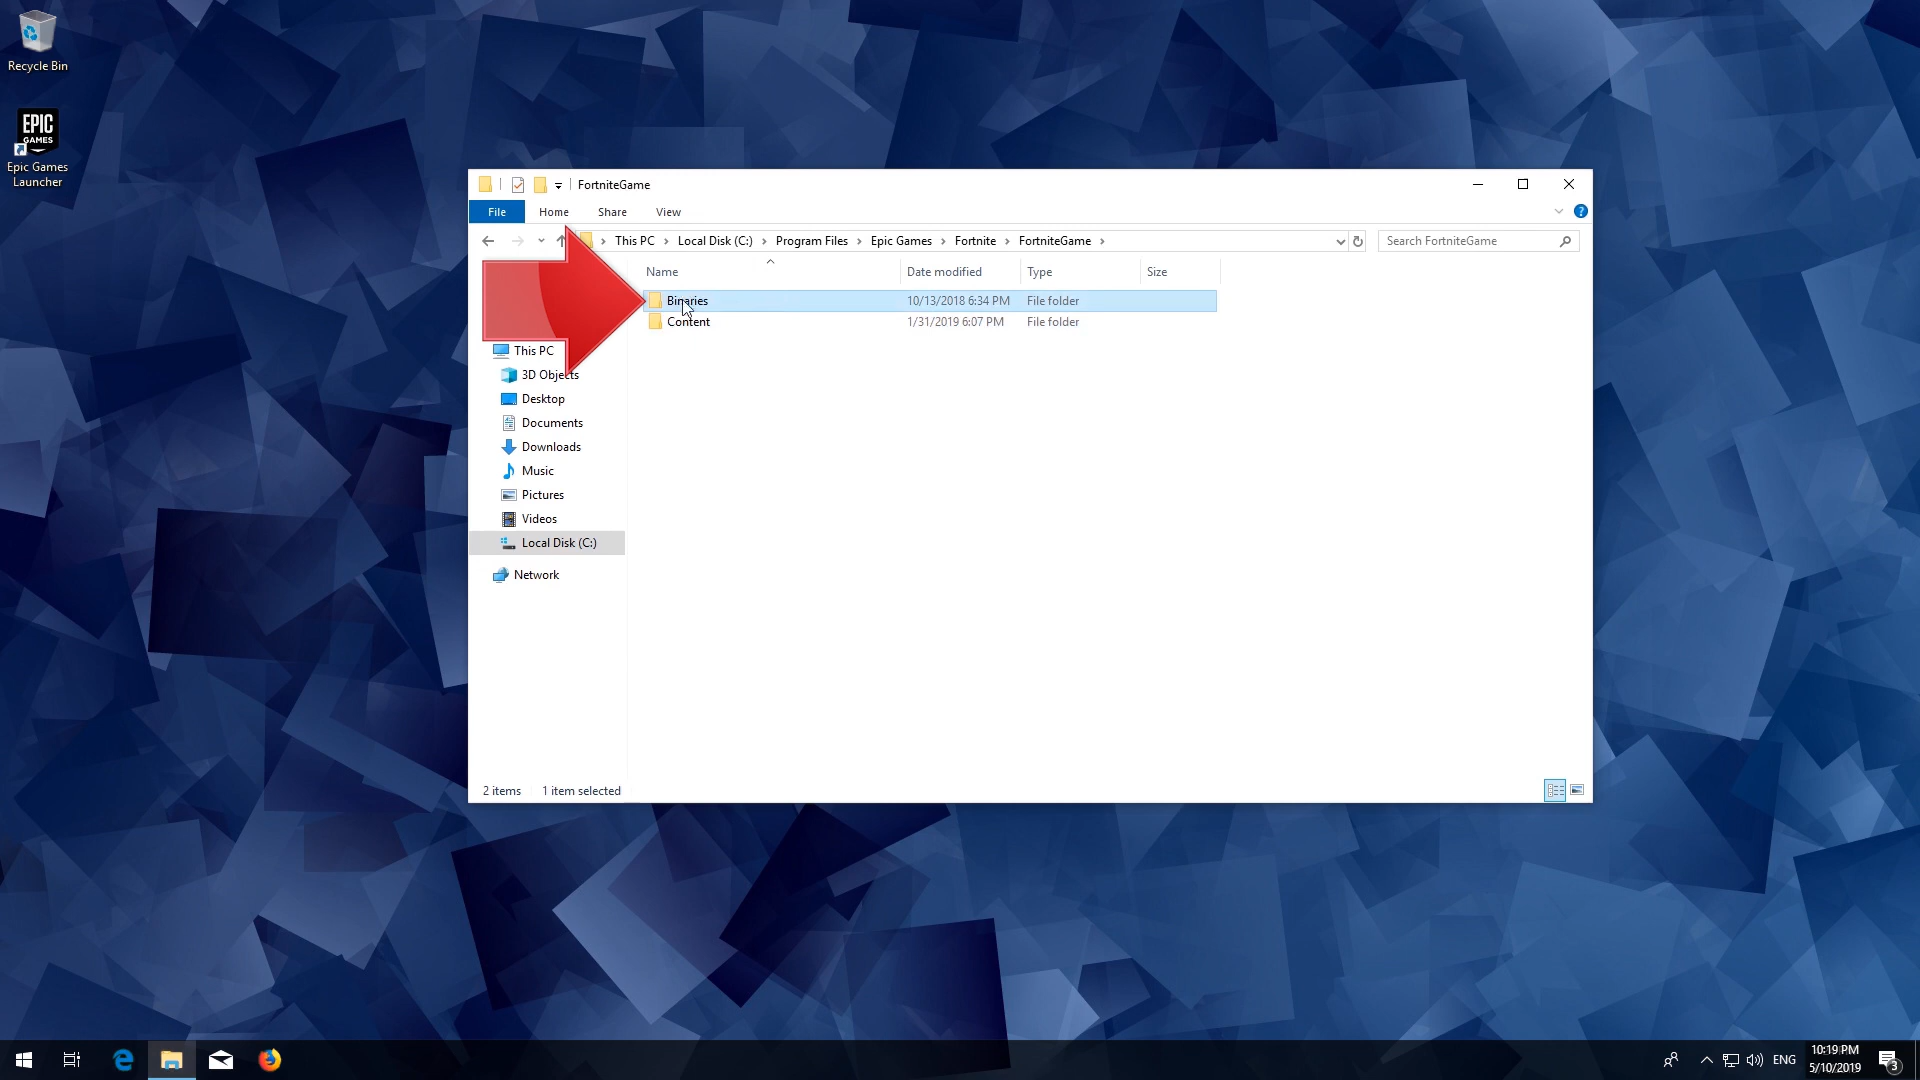 Recycle Bin
EPIC
GAMES
Epic Games
Launcher
FortniteGame
File Home Share View
This PC Local Disk (C:) Program Files Epic Games Fortnite FortniteGame
Search FortniteGame
Name Date modified Type Size
Binaries 10/13/2018 6:34 PM File folder
Content 1/31/2019 6:07 PM File folder
This PC
3D Objects
Desktop
Documents
Downloads
Music
Pictures
Videos
Local Disk (C:)
Network
2 items 1 item selected
ENG
10:19 PM
5/10/2019
3